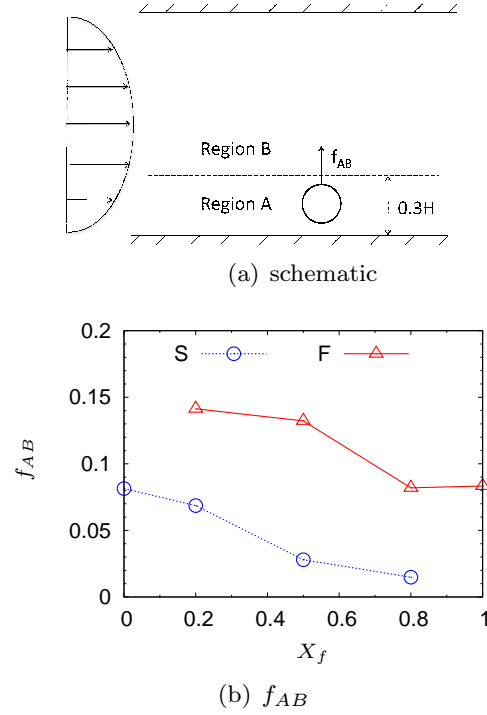 Region B
f_AB
Region A
0.3H
(a) schematic
0.2
S
F
0.15
f_AB
0.1
0.05
0
0
0.2
0.4
0.6
0.8
1
X_f
(b) f_AB